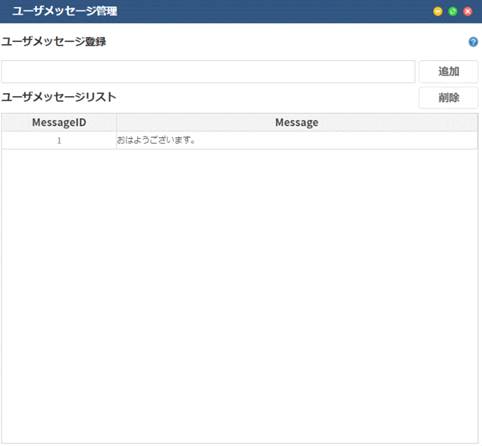 ユーザメッセージ管理
ユーザメッセージ登録
追加
ユーザメッセージリスト 削除
MessageID Message
1 おはようございます。